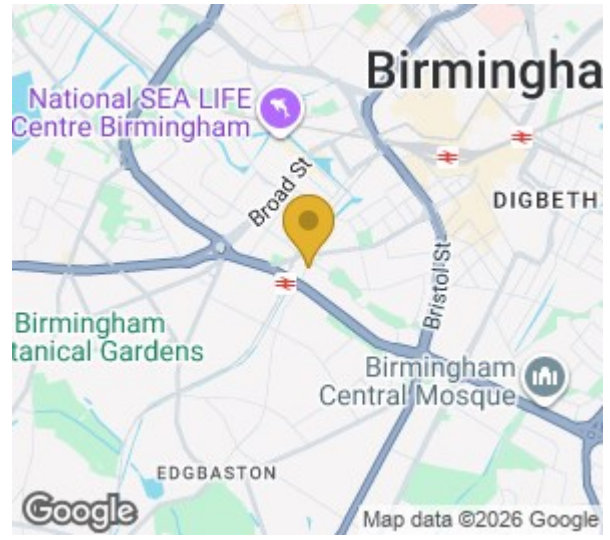 Birmingha
National SEA LIFE
Centre Birmingham
Broad St
DIGBETH
Bristol St
Birmingham
tanical Gardens
Birmingham
Central Mosque
EDGBASTON
Google
Map data ©2026 Google